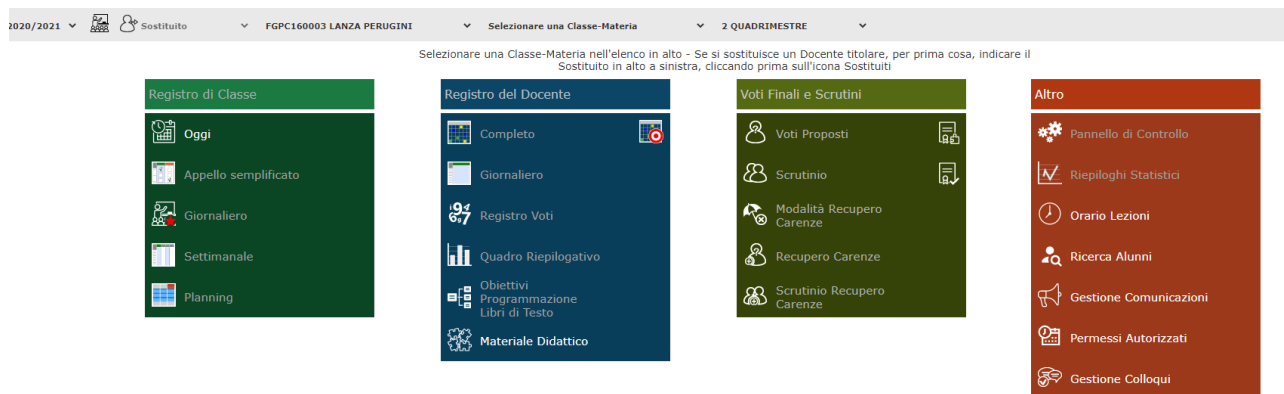 2020/2021 Sostituito FGPC160003 LANZA PERUGINI Selezionare una Classe-Materia 2 QUADRIMESTRE
Selezionare una Classe-Materia nell'elenco in alto - Se si sostituisce un Docente titolare, per prima cosa, indicare il
Sostituito in alto a sinistra, cliccando prima sull'icona Sostituiti
Registro di Classe
Oggi
Appello semplificato
Giornaliero
Settimanale
Planning
Registro del Docente
Completo
Giornaliero
Registro Voti
Quadro Riepilogativo
Obiettivi
Programmazione
Libri di Testo
Materiale Didattico
Voti Finali e Scrutini
Voti Proposti
Scrutinio
Modalità Recupero
Carenze
Recupero Carenze
Scrutinio Recupero
Carenze
Altro
Pannello di Controllo
Riepiloghi Statistici
Orario Lezioni
Ricerca Alunni
Gestione Comunicazioni
Permessi Autorizzati
Gestione Colloqui